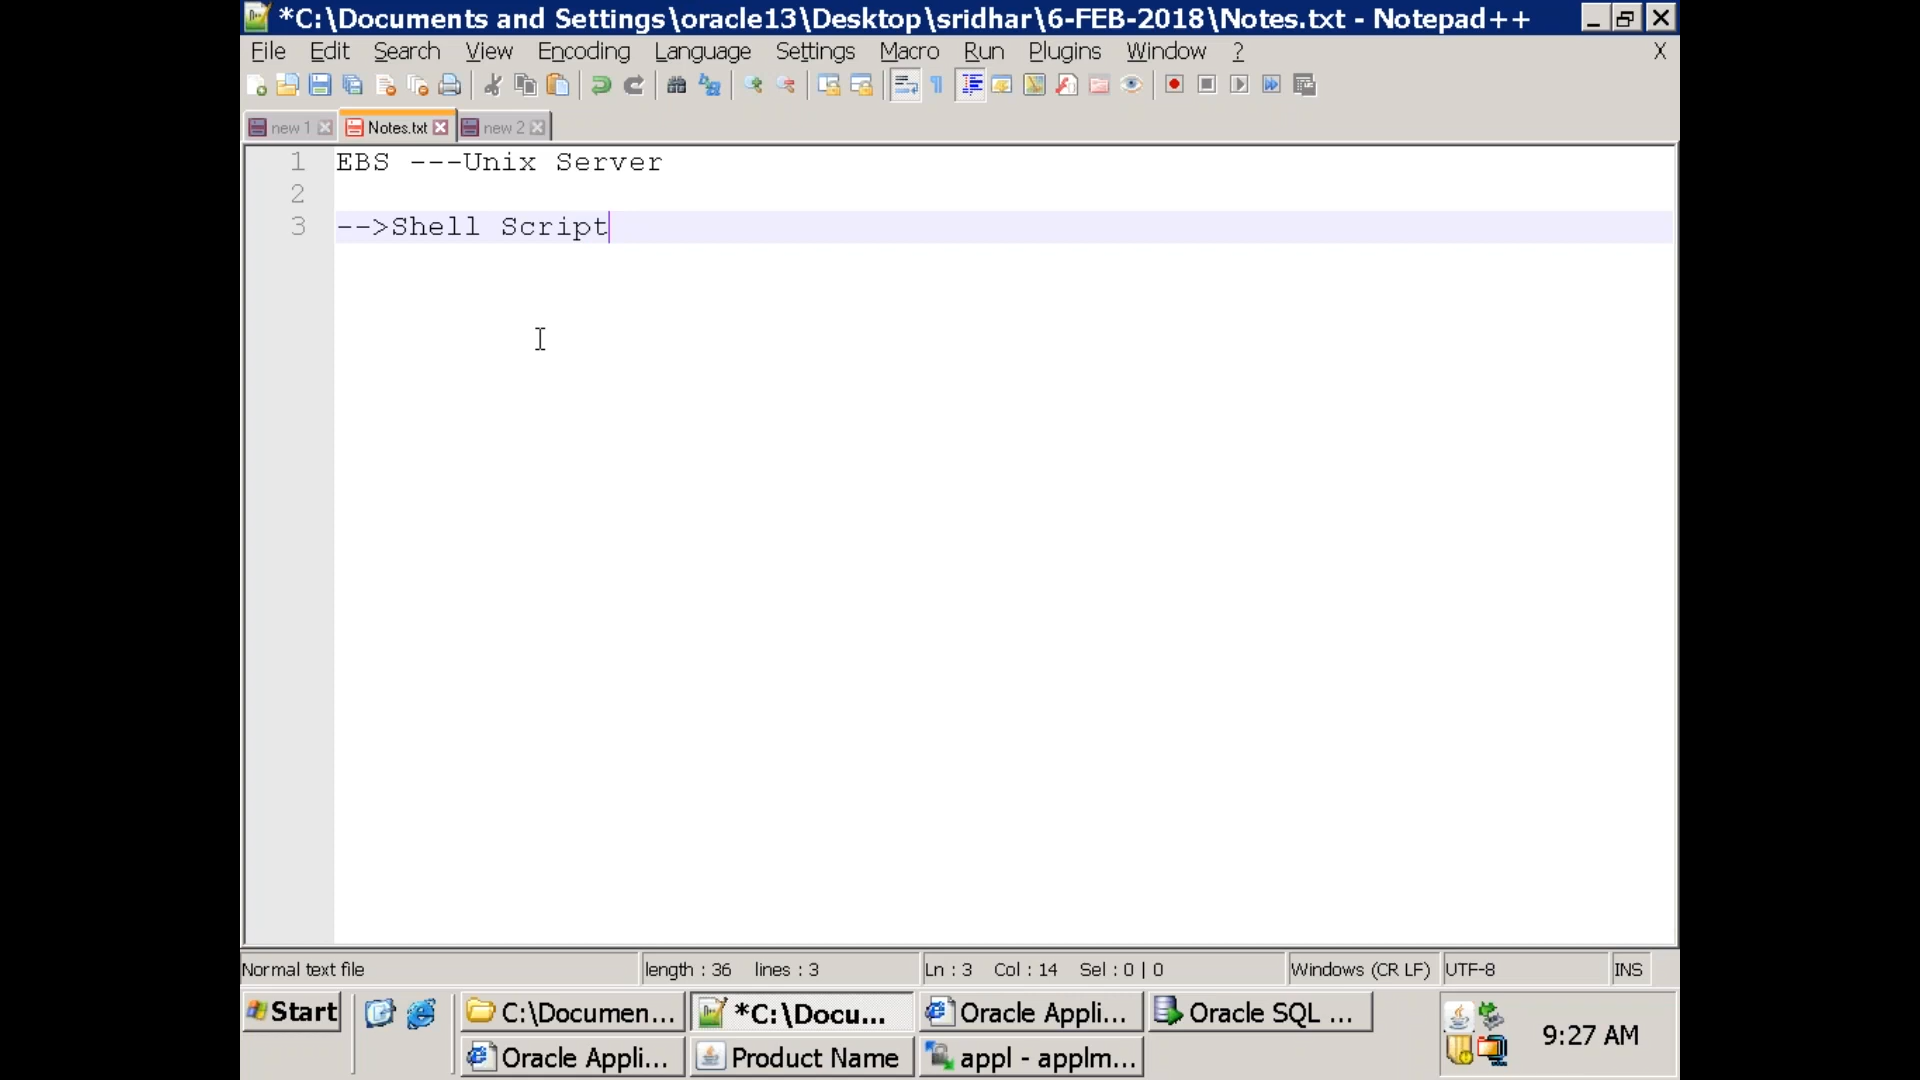 *C:\Documents and Settings\oracle13\Desktop\sridhar\6-FEB-2018\Notes.txt - Notepad++
File Edit Search View Encoding Language Settings Macro Run Plugins Window ? X
new 1 Notes.txt new 2
1 EBS ---Unix Server
2
3 -->Shell Script
Normal text file length : 36 lines : 3 Ln : 3 Col : 14 Sel : 0 | 0 Windows (CR LF) UTF-8 INS
Start C:\Documen... *C:\Docu... Oracle Appli... Oracle SQL ...
Oracle Appli... Product Name appl - applm... 9:27 AM